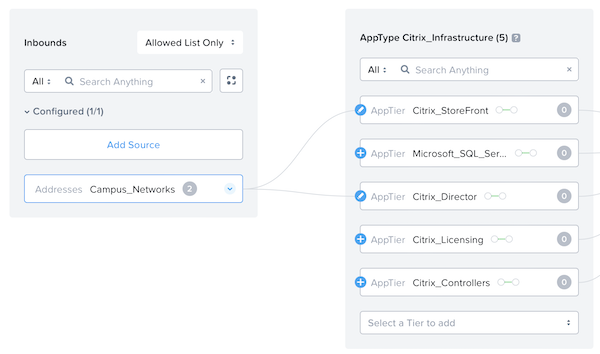 Inbounds
Allowed List Only
All
Search Anything
×
Configured (1/1)
Add Source
Addresses Campus_Networks 2
AppType Citrix_Infrastructure (5) ?
All
Search Anything
×
AppTier Citrix_StoreFront 0
AppTier Microsoft_SQL_Ser... 0
AppTier Citrix_Director 0
AppTier Citrix_Licensing 0
AppTier Citrix_Controllers 0
Select a Tier to add